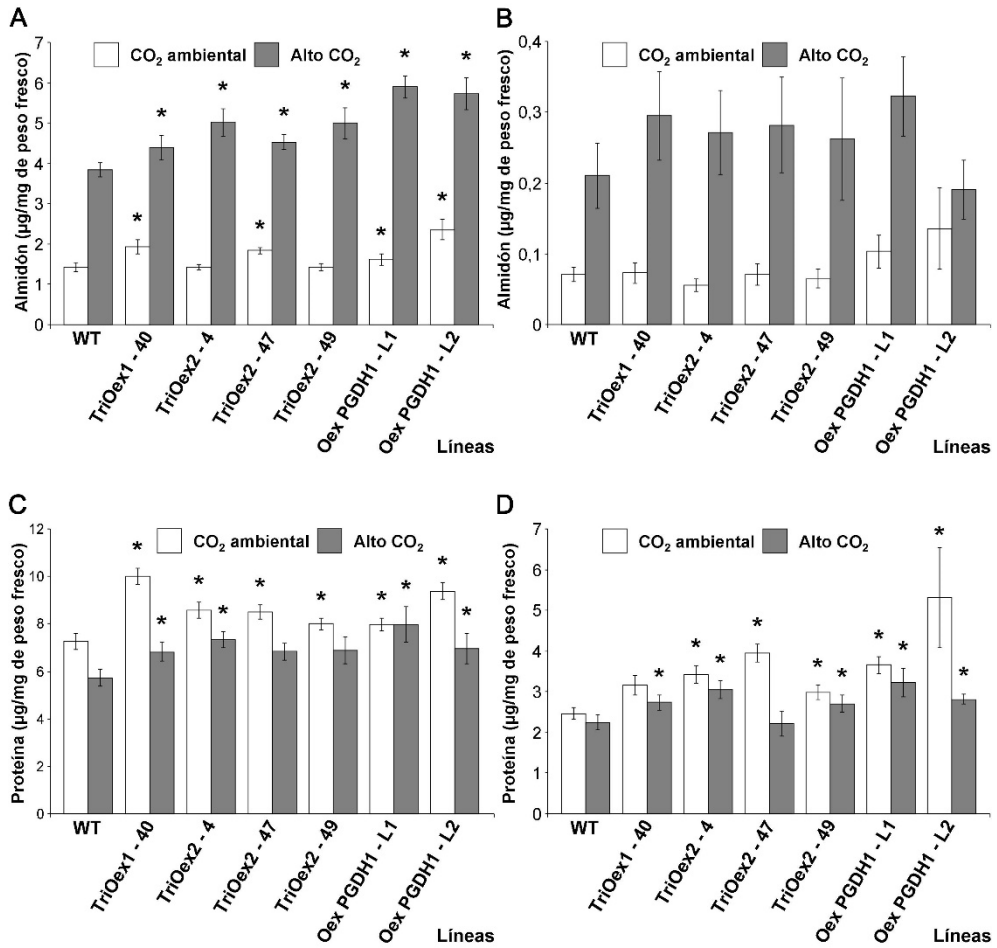 A
Almidón (µg/mg de peso fresco)
7
6
5
4
3
2
1
0
CO₂ ambiental
Alto CO₂
*
*
*
*
*
*
*
*
*
*
WT
TriOex1 - 40
TriOex2 - 4
TriOex2 - 47
TriOex2 - 49
Oex PGDH1 - L1
Oex PGDH1 - L2
Líneas
B
Almidón (µg/mg de peso fresco)
0,4
0,3
0,2
0,1
0
CO₂ ambiental
Alto CO₂
WT
TriOex1 - 40
TriOex2 - 4
TriOex2 - 47
TriOex2 - 49
Oex PGDH1 - L1
Oex PGDH1 - L2
Líneas
C
Proteína (µg/mg de peso fresco)
12
10
8
6
4
2
0
CO₂ ambiental
Alto CO₂
*
*
*
*
*
*
*
*
*
*
WT
TriOex1 - 40
TriOex2 - 4
TriOex2 - 47
TriOex2 - 49
Oex PGDH1 - L1
Oex PGDH1 - L2
Líneas
D
Proteína (µg/mg de peso fresco)
7
6
5
4
3
2
1
0
CO₂ ambiental
Alto CO₂
*
*
*
*
*
*
*
*
*
*
WT
TriOex1 - 40
TriOex2 - 4
TriOex2 - 47
TriOex2 - 49
Oex PGDH1 - L1
Oex PGDH1 - L2
Líneas